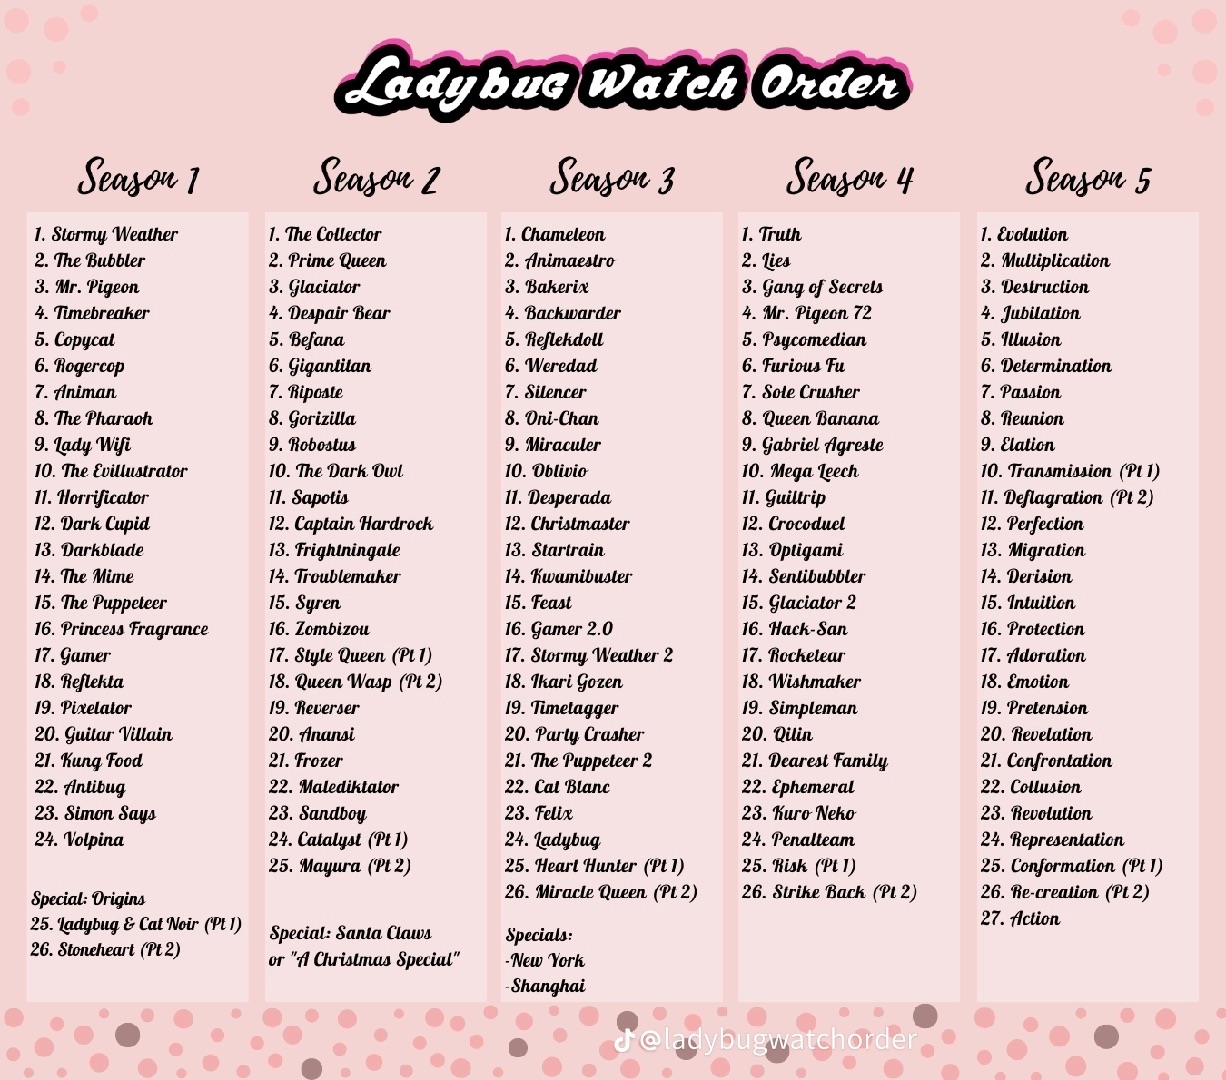 Ladybug Watch Order
Season 1
1. Stormy Weather
2. The Bubbler
3. Mr. Pigeon
4. Timebreaker
5. Copycat
6. Rogercop
7. Animan
8. The Pharaoh
9. Lady Wifi
10. The Evillustrator
11. Horrificator
12. Dark Cupid
13. Darkblade
14. The Mime
15. The Puppeteer
16. Princess Fragrance
17. Gamer
18. Reflekta
19. Pixelator
20. Guitar Villain
21. Kung Food
22. Antibug
23. Simon Says
24. Volpina
Special: Origins
25. Ladybug & Cat Noir (Pt 1)
26. Stoneheart (Pt 2)
Season 2
1. The Collector
2. Prime Queen
3. Glaciator
4. Despair Bear
5. Befana
6. Gigantitan
7. Riposte
8. Gorizilla
9. Robostus
10. The Dark Owl
11. Sapotis
12. Captain Hardrock
13. Frightningale
14. Troublemaker
15. Syren
16. Zombizou
17. Style Queen (Pt 1)
18. Queen Wasp (Pt 2)
19. Reverser
20. Anansi
21. Frozer
22. Malediktator
23. Sandboy
24. Catalyst (Pt 1)
25. Mayura (Pt 2)
Special: Santa Claws
or "A Christmas Special"
Season 3
1. Chameleon
2. Animaestro
3. Bakerix
4. Backwarder
5. Reflekdoll
6. Weredad
7. Silencer
8. Oni-Chan
9. Miraculer
10. Oblivio
11. Desperada
12. Christmaster
13. Startrain
14. Kwamibuster
15. Feast
16. Gamer 2.0
17. Stormy Weather 2
18. Ikari Gozen
19. Timetagger
20. Party Crasher
21. The Puppeteer 2
22. Cat Blanc
23. Felix
24. Ladybug
25. Heart Hunter (Pt 1)
26. Miracle Queen (Pt 2)
Specials:
-New York
-Shanghai
Season 4
1. Truth
2. Lies
3. Gang of Secrets
4. Mr. Pigeon 72
5. Psycomedian
6. Furious Fu
7. Sole Crusher
8. Queen Banana
9. Gabriel Agreste
10. Mega Leech
11. Guiltrip
12. Crocoduel
13. Optigami
14. Sentibubbler
15. Glaciator 2
16. Hack-San
17. Rocketear
18. Wishmaker
19. Simpleman
20. Qilin
21. Dearest Family
22. Ephemeral
23. Kuro Neko
24. Penalteam
25. Risk (Pt 1)
26. Strike Back (Pt 2)
Season 5
1. Evolution
2. Multiplication
3. Destruction
4. Jubilation
5. Illusion
6. Determination
7. Passion
8. Reunion
9. Elation
10. Transmission (Pt 1)
11. Deflagration (Pt 2)
12. Perfection
13. Migration
14. Derision
15. Intuition
16. Protection
17. Adoration
18. Emotion
19. Pretension
20. Revelution
21. Confrontation
22. Collusion
23. Revolution
24. Representation
25. Conformation (Pt 1)
26. Re-creation (Pt 2)
27. Action
@ladybugwatchorder